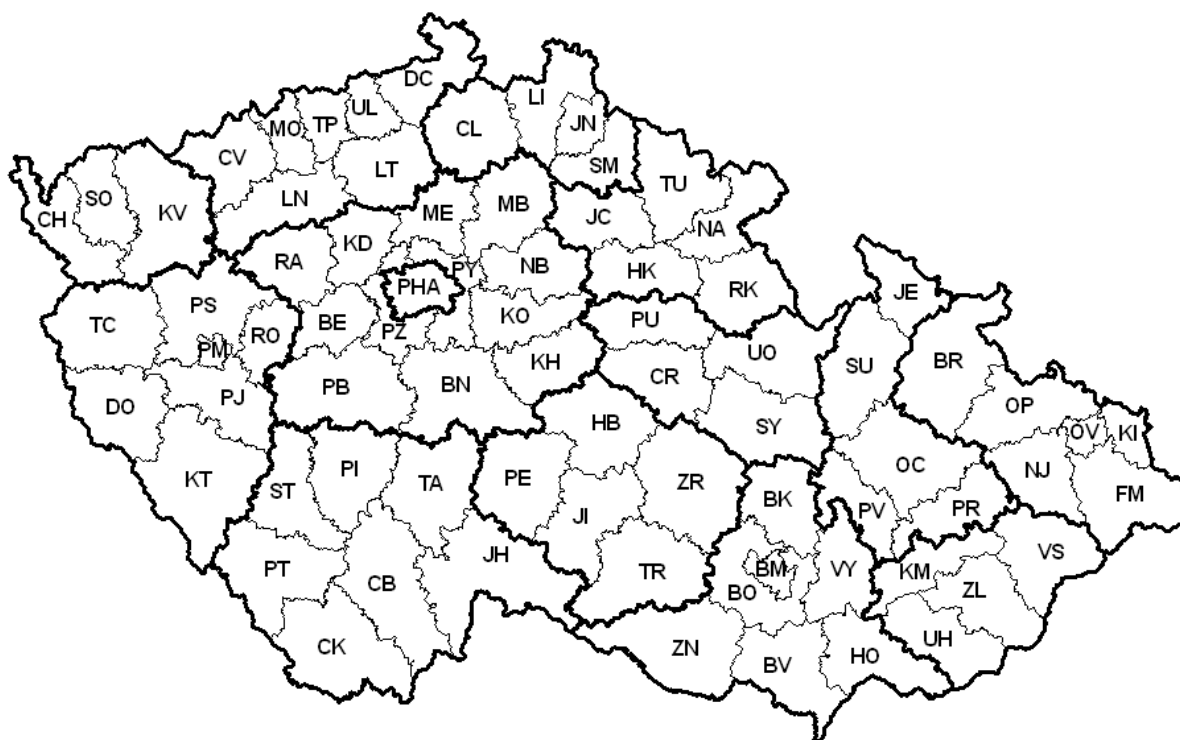 DC
UL
LI
MO
TP
CL
JN
CV
LT
SM
TU
SO
CH
KV
LN
ME
MB
JC
NA
KD
RA
PY
NB
HK
PHA
RK
JE
PS
TC
BE
PZ
KO
PU
RO
PM
UO
KH
BR
SU
PB
BN
CR
DO
PJ
OP
HB
SY
OV
KI
KT
PI
TA
PE
ZR
OC
NJ
ST
BK
FM
JI
PV
PR
JH
VS
PT
CB
TR
BM
VY
KM
BO
ZL
CK
ZN
UH
BV
HO